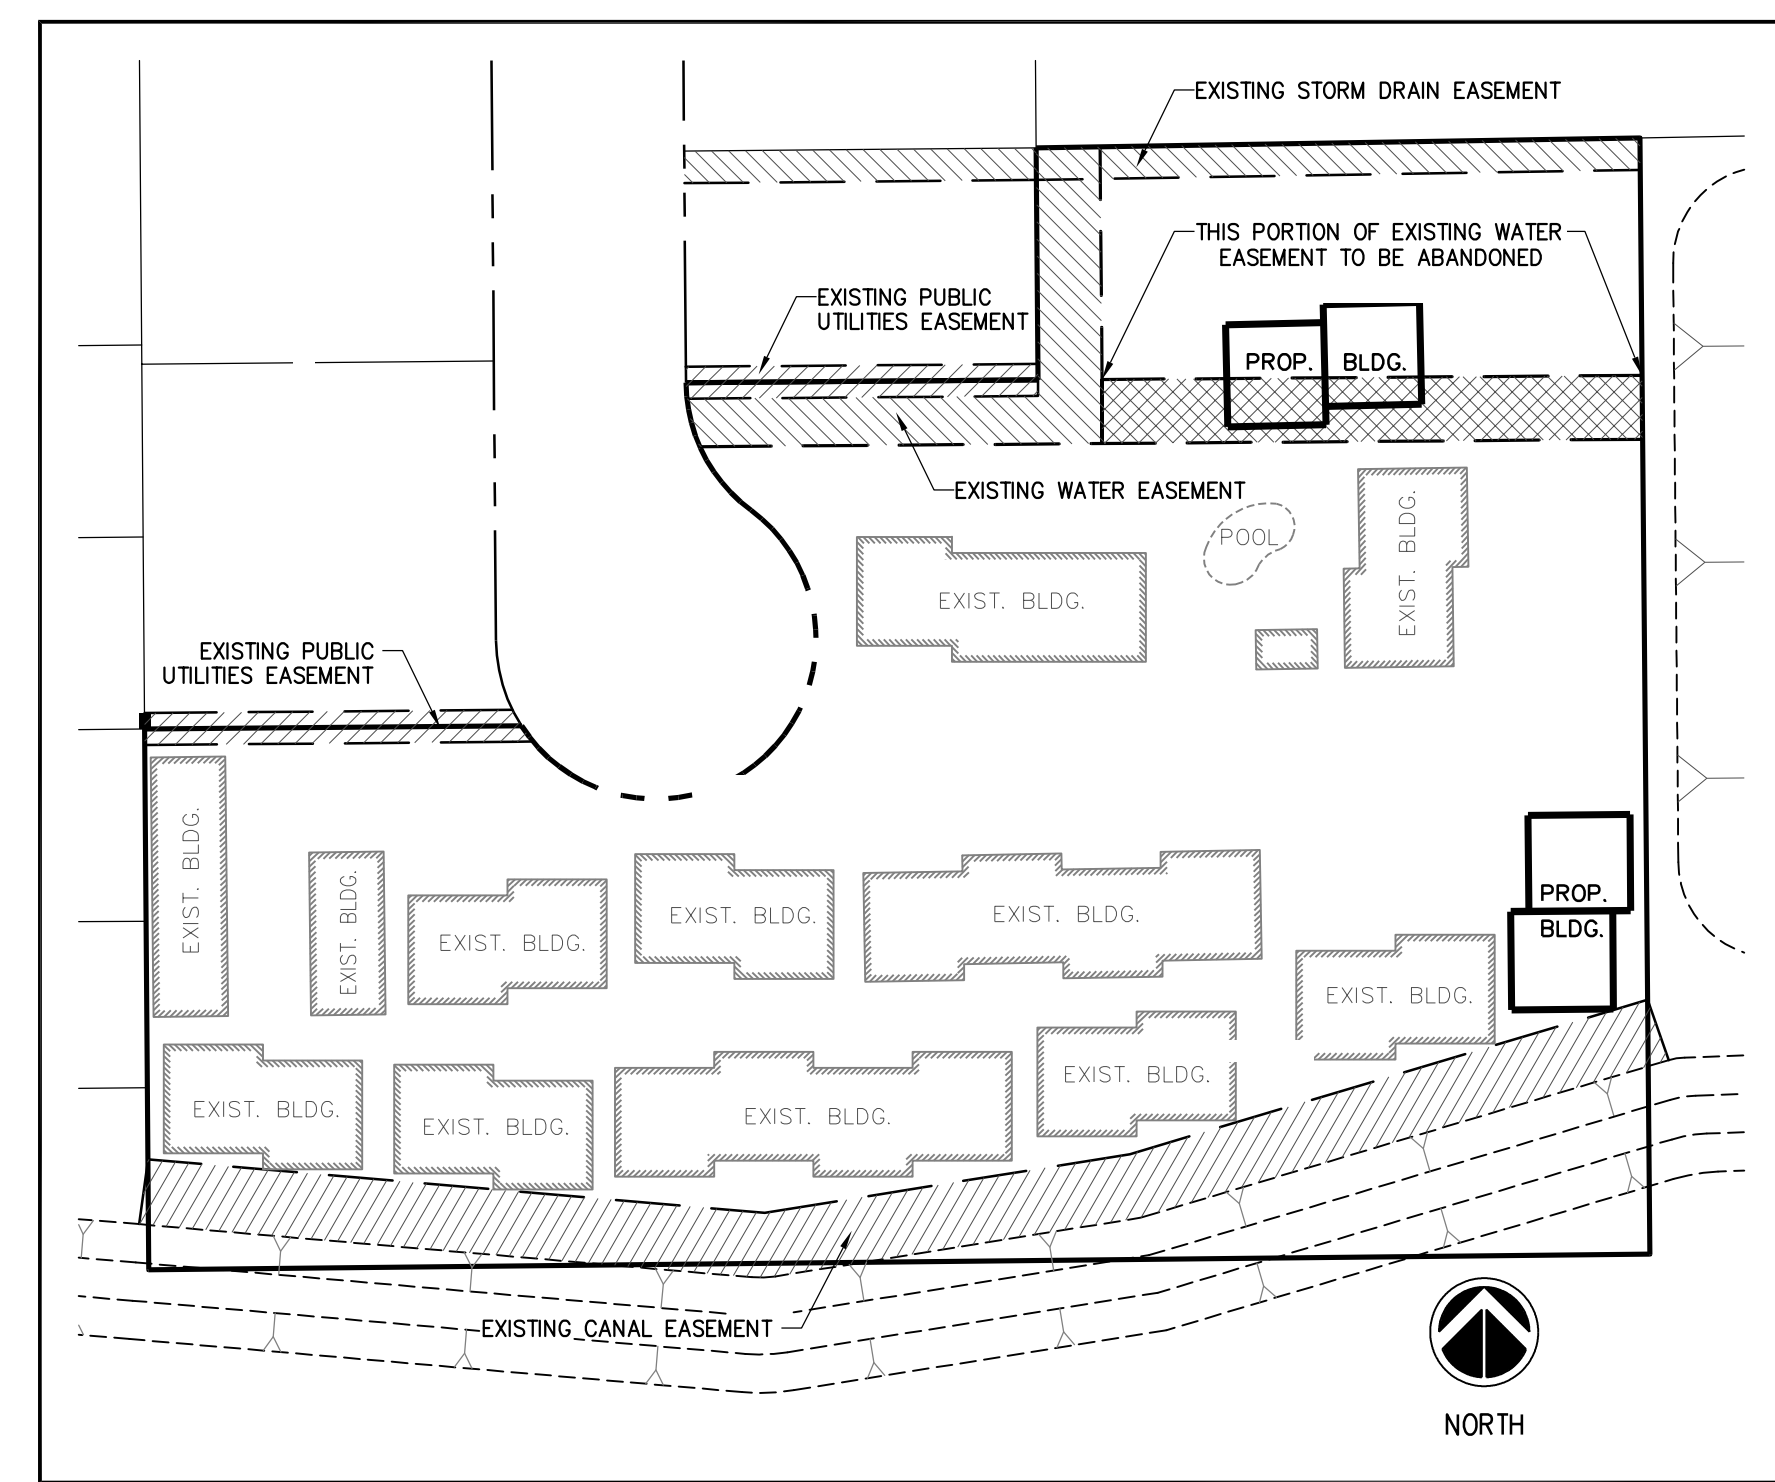 EXISTING STORM DRAIN EASEMENT
THIS PORTION OF EXISTING WATER
EASEMENT TO BE ABANDONED
EXISTING PUBLIC
UTILITIES EASEMENT
PROP. BLDG.
EXISTING WATER EASEMENT
POOL
EXIST. BLDG.
EXIST. BLDG.
EXISTING PUBLIC
UTILITIES EASEMENT
EXIST. BLDG.
EXIST. BLDG.
EXIST. BLDG.
EXIST. BLDG.
EXIST. BLDG.
PROP.
BLDG.
EXIST. BLDG.
EXIST. BLDG.
EXIST. BLDG.
EXIST. BLDG.
EXIST. BLDG.
EXISTING CANAL EASEMENT
NORTH